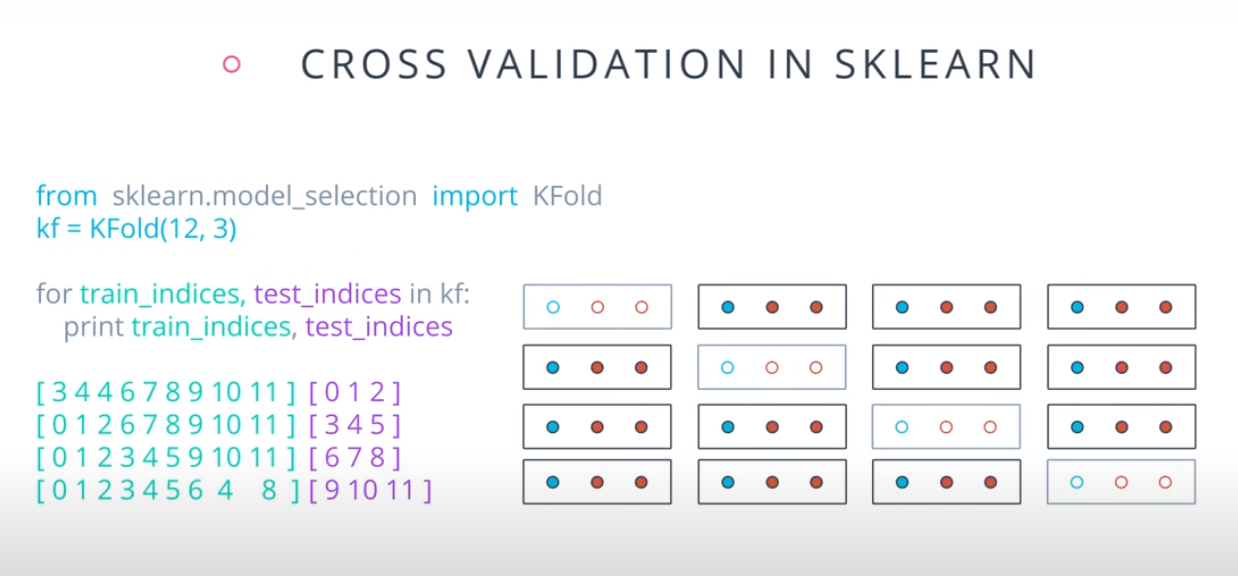 CROSS VALIDATION IN SKLEARN
from sklearn.model_selection import KFold
kf = KFold(12, 3)
for train_indices, test_indices in kf:
print train_indices, test_indices
[ 3 4 4 6 7 8 9 10 11 ] [ 0 1 2 ]
[ 0 1 2 6 7 8 9 10 11 ] [ 3 4 5 ]
[ 0 1 2 3 4 5 9 10 11 ] [ 6 7 8 ]
[ 0 1 2 3 4 5 6 4 8 ] [ 9 10 11 ]